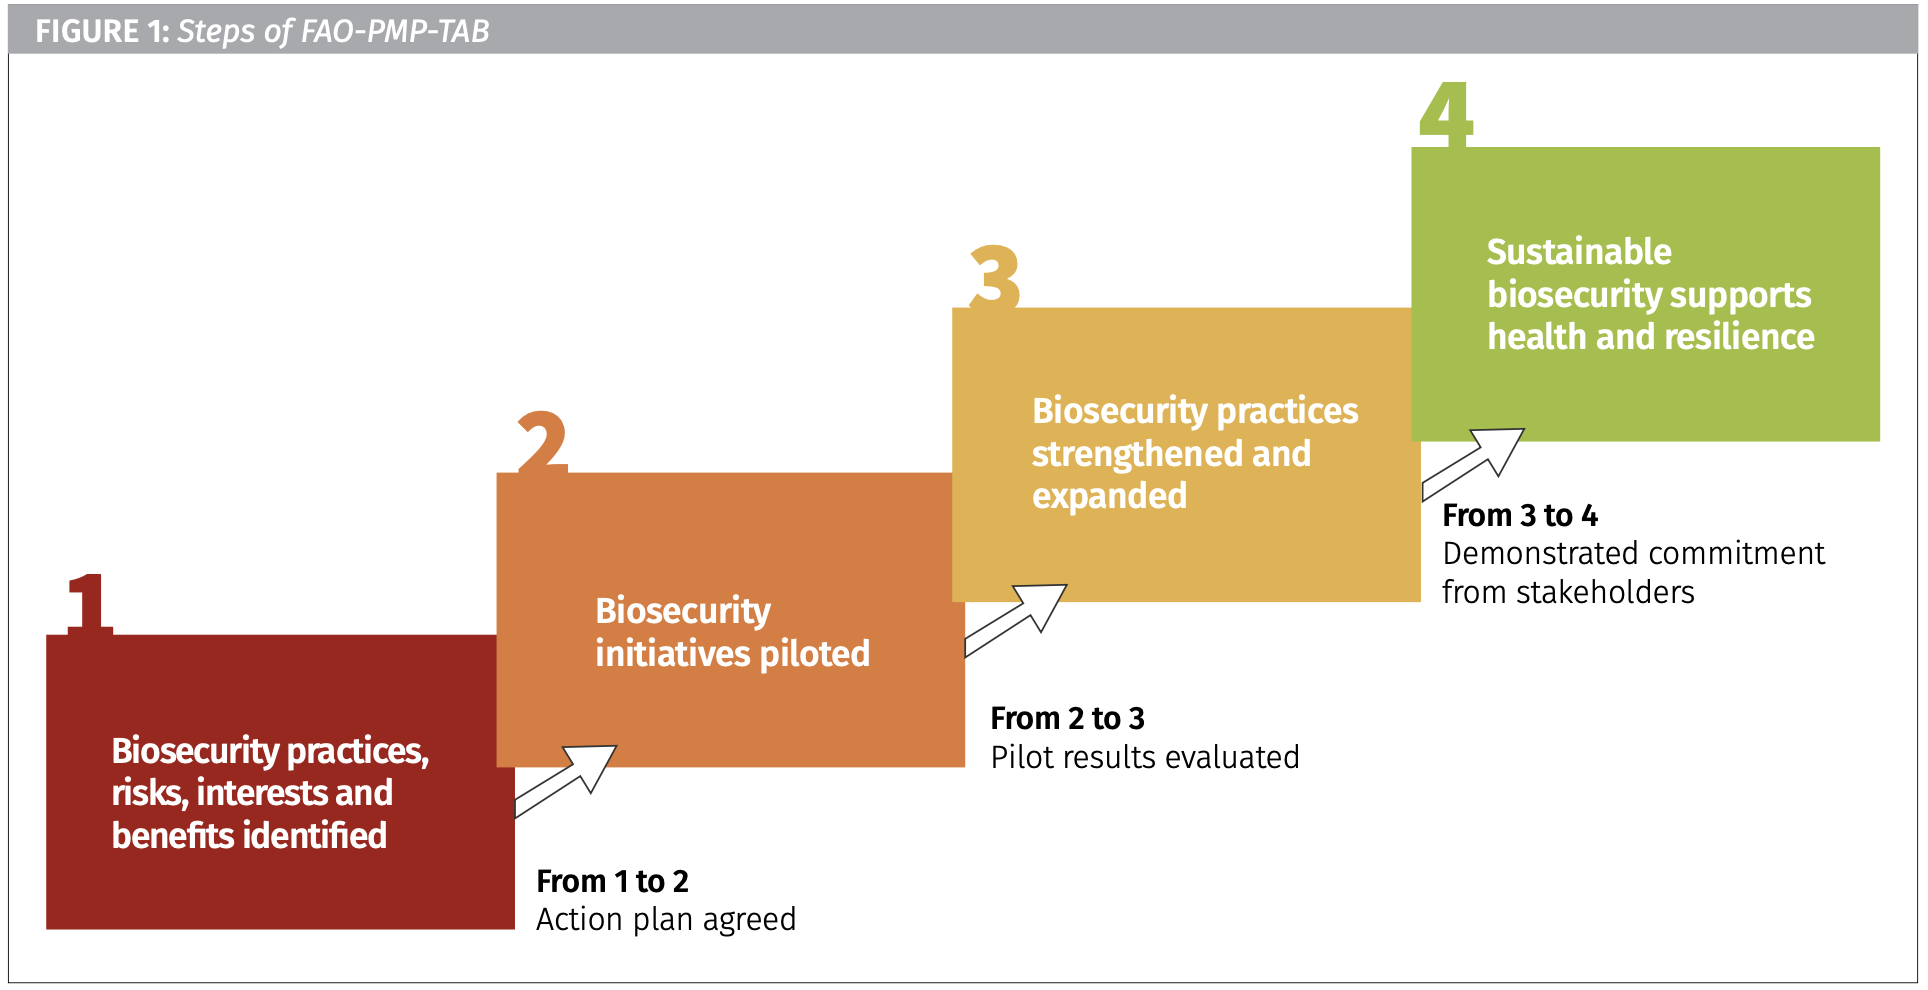 FIGURE 1: Steps of FAO-PMP-TAB
1
Biosecurity practices,
risks, interests and
benefits identified
From 1 to 2
Action plan agreed
2
Biosecurity
initiatives piloted
From 2 to 3
Pilot results evaluated
3
Biosecurity practices
strengthened and
expanded
From 3 to 4
Demonstrated commitment
from stakeholders
4
Sustainable
biosecurity supports
health and resilience